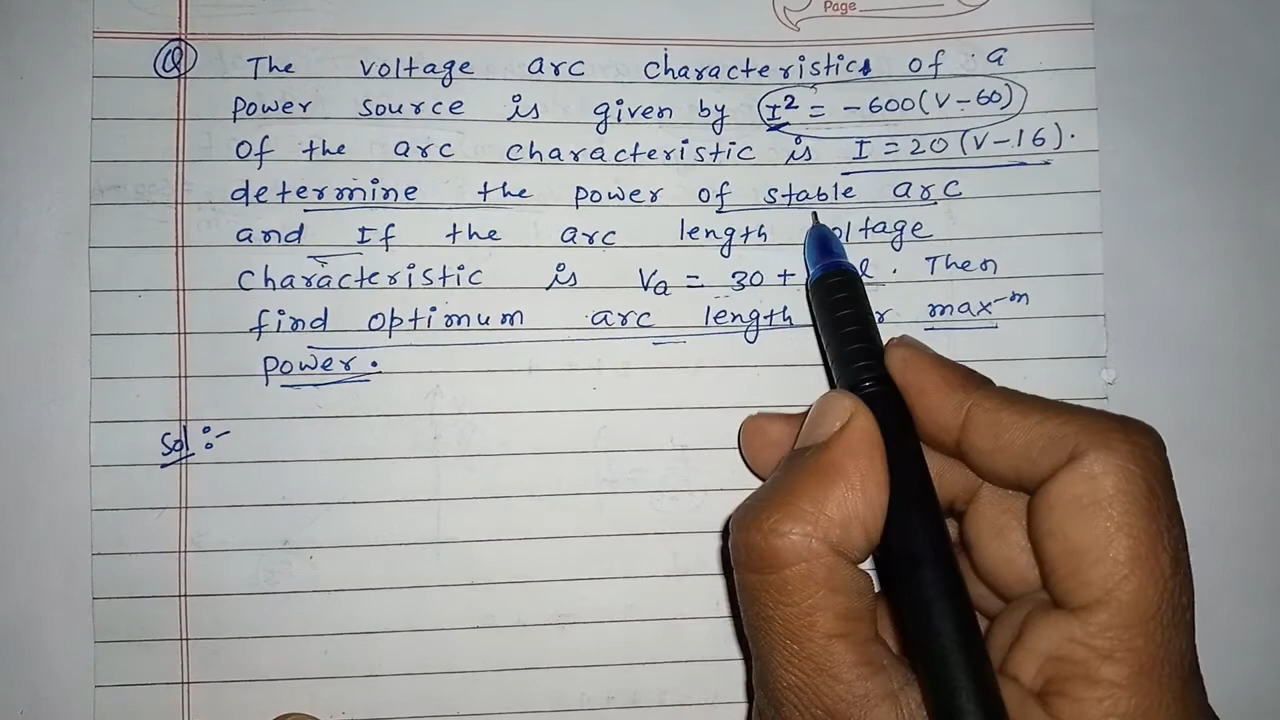 Page
Q The voltage arc characteristics of a
power source is given by I² = -600(V-60)
of the arc characteristic is I = 20(V-16).
determine the power of stable arc
and If the arc length
characteristic is Va = 30 + l. Then
find optimum arc length max-m
power.
Sol :-